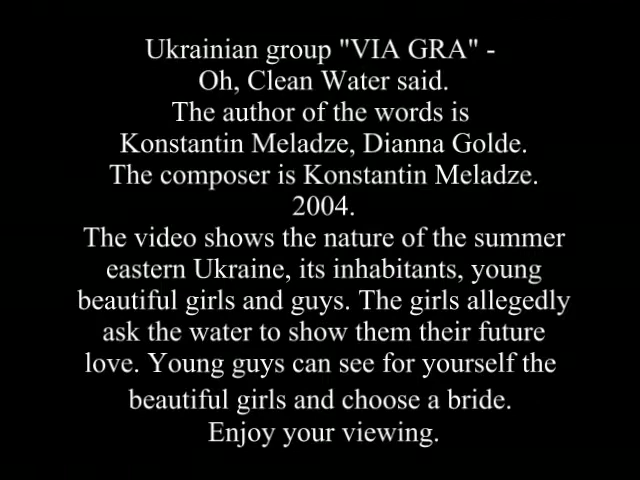 Ukrainian group "VIA GRA" -
Oh, Clean Water said.
The author of the words is
Konstantin Meladze, Dianna Golde.
The composer is Konstantin Meladze.
2004.
The video shows the nature of the summer
eastern Ukraine, its inhabitants, young
beautiful girls and guys. The girls allegedly
ask the water to show them their future
love. Young guys can see for yourself the
beautiful girls and choose a bride.
Enjoy your viewing.